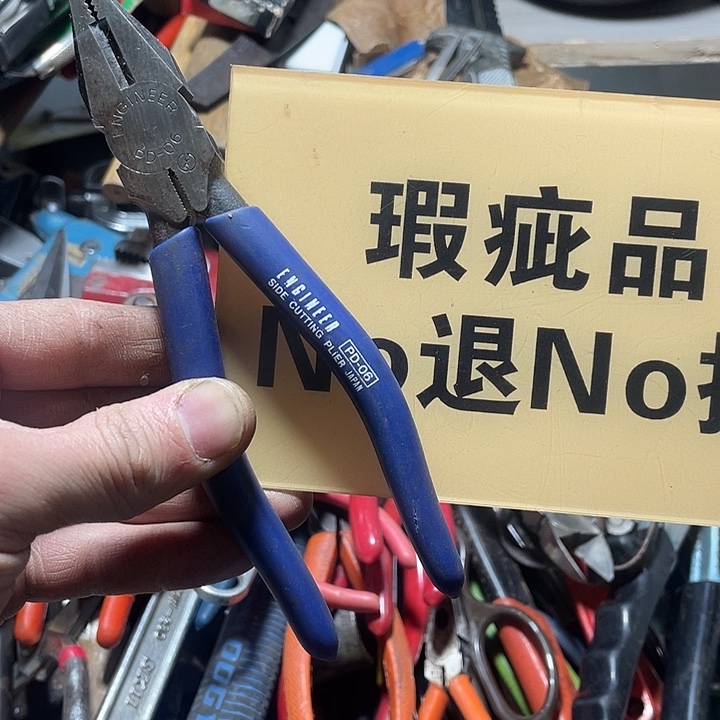 ENGINEER
PD-06
ENGINEER
SIDE CUTTING PLIER JAPAN
PD-06
瑕疵品
No退No